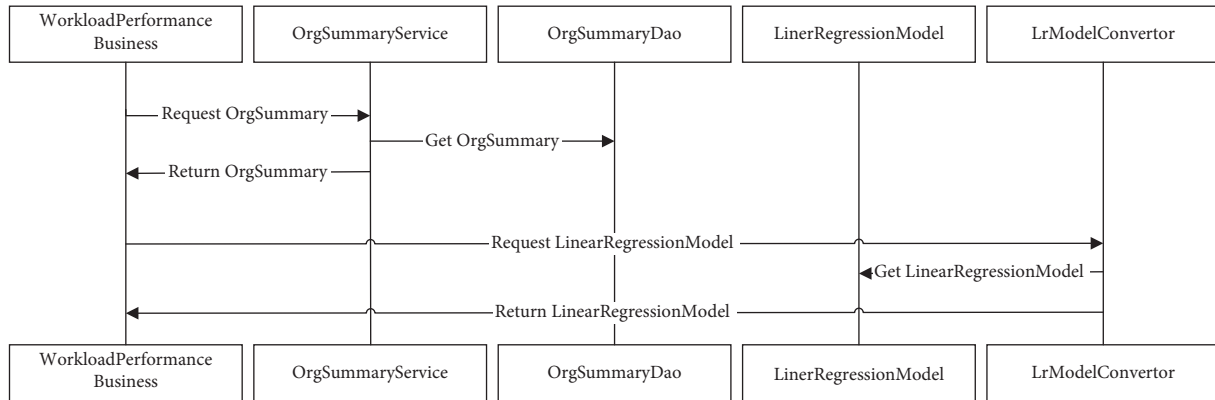 WorkloadPerformance
Business
OrgSummaryService
OrgSummaryDao
LinerRegressionModel
LrModelConvertor
Request OrgSummary
Get OrgSummary
Return OrgSummary
Request LinearRegressionModel
Get LinearRegressionModel
Return LinearRegressionModel
WorkloadPerformance
Business
OrgSummaryService
OrgSummaryDao
LinerRegressionModel
LrModelConvertor